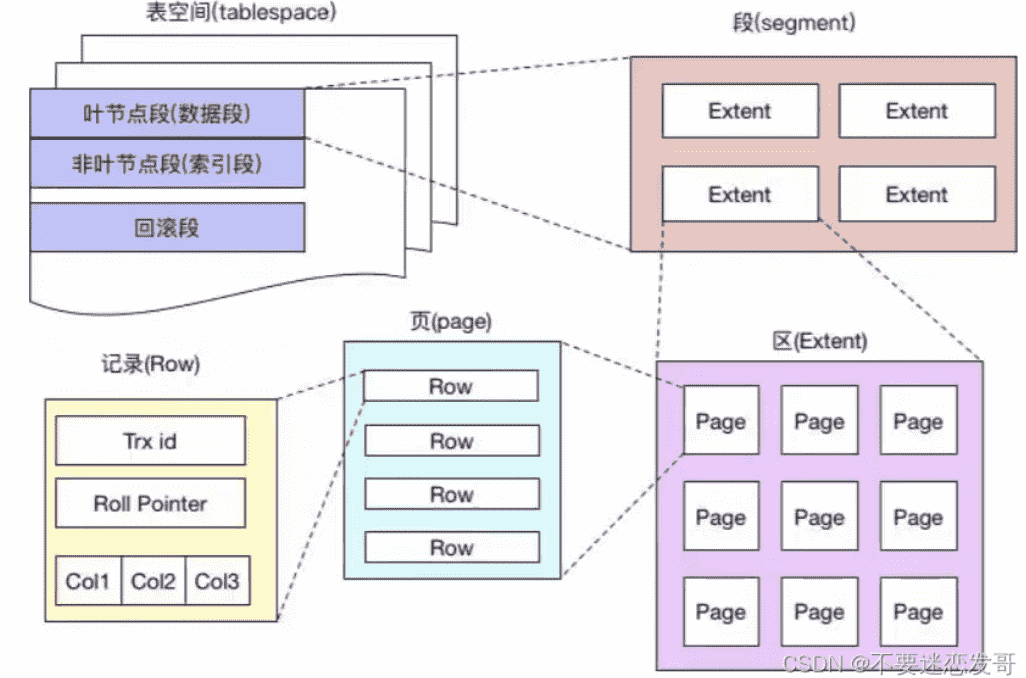 表空间(tablespace)
叶节点段(数据段)
非叶节点段(索引段)
回滚段
段(segment)
Extent Extent
Extent Extent
记录(Row)
Trx id
Roll Pointer
Col1 Col2 Col3
页(page)
Row
Row
Row
Row
区(Extent)
Page Page Page
Page Page Page
Page Page Page
CSDN @不要迷恋发哥